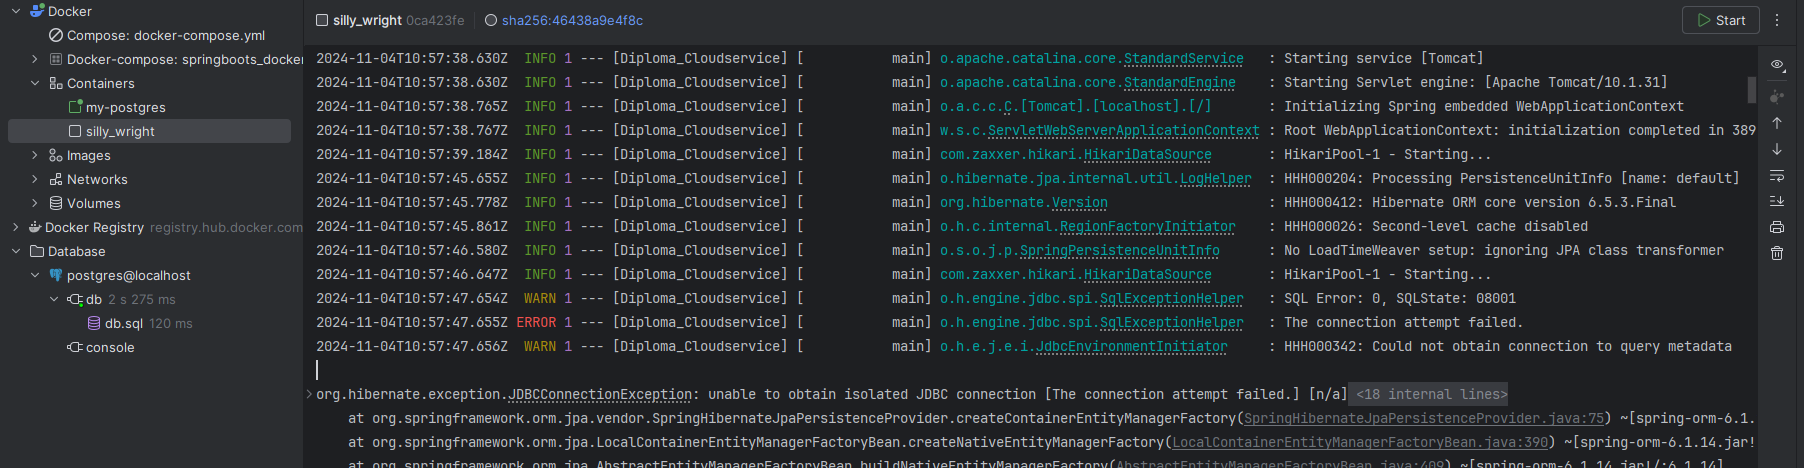 Docker
Compose: docker-compose.yml
Docker-compose: springboots_docker
Containers
my-postgres
silly_wright
Images
Networks
Volumes
Docker Registry registry.hub.docker.com
Database
postgres@localhost
db 2 s 275 ms
db.sql 120 ms
console
silly_wright 0ca423fe sha256:46438a9e4f8c Start
2024-11-04T10:57:38.630Z INFO 1 --- [Diploma_Cloudservice] [ main] o.apache.catalina.core.StandardService : Starting service [Tomcat]
2024-11-04T10:57:38.630Z INFO 1 --- [Diploma_Cloudservice] [ main] o.apache.catalina.core.StandardEngine : Starting Servlet engine: [Apache Tomcat/10.1.31]
2024-11-04T10:57:38.765Z INFO 1 --- [Diploma_Cloudservice] [ main] o.a.c.c.C.[Tomcat].[localhost].[/] : Initializing Spring embedded WebApplicationContext
2024-11-04T10:57:38.767Z INFO 1 --- [Diploma_Cloudservice] [ main] w.s.c.ServletWebServerApplicationContext : Root WebApplicationContext: initialization completed in 389
2024-11-04T10:57:39.184Z INFO 1 --- [Diploma_Cloudservice] [ main] com.zaxxer.hikari.HikariDataSource : HikariPool-1 - Starting...
2024-11-04T10:57:45.655Z INFO 1 --- [Diploma_Cloudservice] [ main] o.hibernate.jpa.internal.util.LogHelper : HHH000204: Processing PersistenceUnitInfo [name: default]
2024-11-04T10:57:45.778Z INFO 1 --- [Diploma_Cloudservice] [ main] org.hibernate.Version : HHH000412: Hibernate ORM core version 6.5.3.Final
2024-11-04T10:57:45.861Z INFO 1 --- [Diploma_Cloudservice] [ main] o.h.c.internal.RegionFactoryInitiator : HHH000026: Second-level cache disabled
2024-11-04T10:57:46.580Z INFO 1 --- [Diploma_Cloudservice] [ main] o.s.o.j.p.SpringPersistenceUnitInfo : No LoadTimeWeaver setup: ignoring JPA class transformer
2024-11-04T10:57:46.647Z INFO 1 --- [Diploma_Cloudservice] [ main] com.zaxxer.hikari.HikariDataSource : HikariPool-1 - Starting...
2024-11-04T10:57:47.654Z WARN 1 --- [Diploma_Cloudservice] [ main] o.h.engine.jdbc.spi.SqlExceptionHelper : SQL Error: 0, SQLState: 08001
2024-11-04T10:57:47.655Z ERROR 1 --- [Diploma_Cloudservice] [ main] o.h.engine.jdbc.spi.SqlExceptionHelper : The connection attempt failed.
2024-11-04T10:57:47.656Z WARN 1 --- [Diploma_Cloudservice] [ main] o.h.e.j.e.i.JdbcEnvironmentInitiator : HHH000342: Could not obtain connection to query metadata
org.hibernate.exception.JDBCConnectionException: unable to obtain isolated JDBC connection [The connection attempt failed.] [n/a] <18 internal lines>
at org.springframework.orm.jpa.vendor.SpringHibernateJpaPersistenceProvider.createContainerEntityManagerFactory(SpringHibernateJpaPersistenceProvider.java:75) ~[spring-orm-6.1.
at org.springframework.orm.jpa.LocalContainerEntityManagerFactoryBean.createNativeEntityManagerFactory(LocalContainerEntityManagerFactoryBean.java:390) ~[spring-orm-6.1.14.jar!
at org.springframework.orm.jpa.AbstractEntityManagerFactoryBean.buildNativeEntityManagerFactory(AbstractEntityManagerFactoryBean.java:409) ~[spring-orm-6.1.14.jar!/:6.1.14]